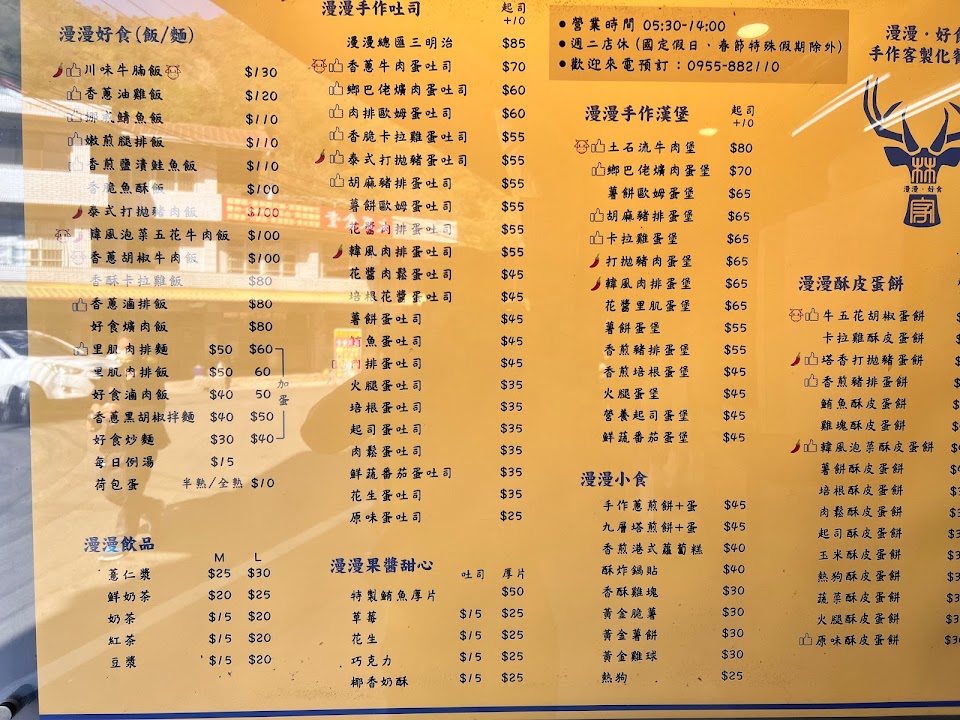 漫漫好食(飯/麵)
川味牛腩飯 $130
香蔥油雞飯 $120
挪威鯖魚飯 $110
嫩煎腿排飯 $110
香煎鹽漬鮭魚飯 $110
香脆魚酥飯 $100
泰式打拋豬肉飯 $100
韓風泡菜五花牛肉飯 $100
香蔥胡椒牛肉飯 $100
香酥卡拉雞飯 $80
香蔥滷排飯 $80
好食爌肉飯 $80
里肌肉排麵 $50 $60
里肌肉排飯 $50 60
好食滷肉飯 $40 50
香蔥黑胡椒拌麵 $40 $50
好食炒麵 $30 $40
加蛋
每日例湯 $15
荷包蛋 半熟/全熟 $10
漫漫飲品
M L
薏仁漿 $25 $30
鮮奶茶 $20 $25
奶茶 $15 $20
紅茶 $15 $20
豆漿 $15 $20
漫漫手作吐司 起司+10
漫漫總匯三明治 $85
香蔥牛肉蛋吐司 $70
鄉巴佬爌肉蛋吐司 $60
肉排歐姆蛋吐司 $60
香脆卡拉雞蛋吐司 $55
泰式打拋豬蛋吐司 $55
胡麻豬排蛋吐司 $55
薯餅歐姆蛋吐司 $55
花醬肉排蛋吐司 $55
韓風肉排蛋吐司 $55
花醬肉鬆蛋吐司 $45
培根花醬蛋吐司 $45
薯餅蛋吐司 $45
魚蛋吐司 $45
排蛋吐司 $45
火腿蛋吐司 $35
培根蛋吐司 $35
起司蛋吐司 $35
肉鬆蛋吐司 $35
鮮蔬番茄蛋吐司 $35
花生蛋吐司 $35
原味蛋吐司 $25
漫漫果醬甜心
吐司 厚片
特製鮪魚厚片 $50
草莓 $15 $25
花生 $15 $25
巧克力 $15 $25
椰香奶酥 $15 $25
●營業時間 05:30-14:00
●週二店休(國定假日、春節特殊假期除外)
●歡迎來電預訂：0955-882110
漫漫手作漢堡 起司+10
土石流牛肉堡 $80
鄉巴佬爌肉蛋堡 $70
薯餅歐姆蛋堡 $65
胡麻豬排蛋堡 $65
卡拉雞蛋堡 $65
打拋豬肉蛋堡 $65
韓風肉排蛋堡 $65
花醬里肌蛋堡 $65
薯餅蛋堡 $55
香煎豬排蛋堡 $55
香煎培根蛋堡 $45
火腿蛋堡 $45
營養起司蛋堡 $45
鮮蔬番茄蛋堡 $45
漫漫小食
手作蔥煎餅+蛋 $45
九層塔煎餅+蛋 $45
香煎港式蘿蔔糕 $40
酥炸鍋貼 $40
香酥雞塊 $30
黃金脆薯 $30
黃金薯餅 $30
黃金雞球 $30
熱狗 $25
漫漫・好食
手作客製化
林
漫漫・好食
家
漫漫酥皮蛋餅
牛五花胡椒蛋餅
卡拉雞酥皮蛋餅
塔香打拋豬蛋餅
香煎豬排蛋餅
鮪魚酥皮蛋餅
雞塊酥皮蛋餅
韓風泡菜酥皮蛋餅
薯餅酥皮蛋餅
培根酥皮蛋餅
肉鬆酥皮蛋餅
起司酥皮蛋餅
玉米酥皮蛋餅
熱狗酥皮蛋餅
蔬菜酥皮蛋餅
火腿酥皮蛋餅
原味酥皮蛋餅